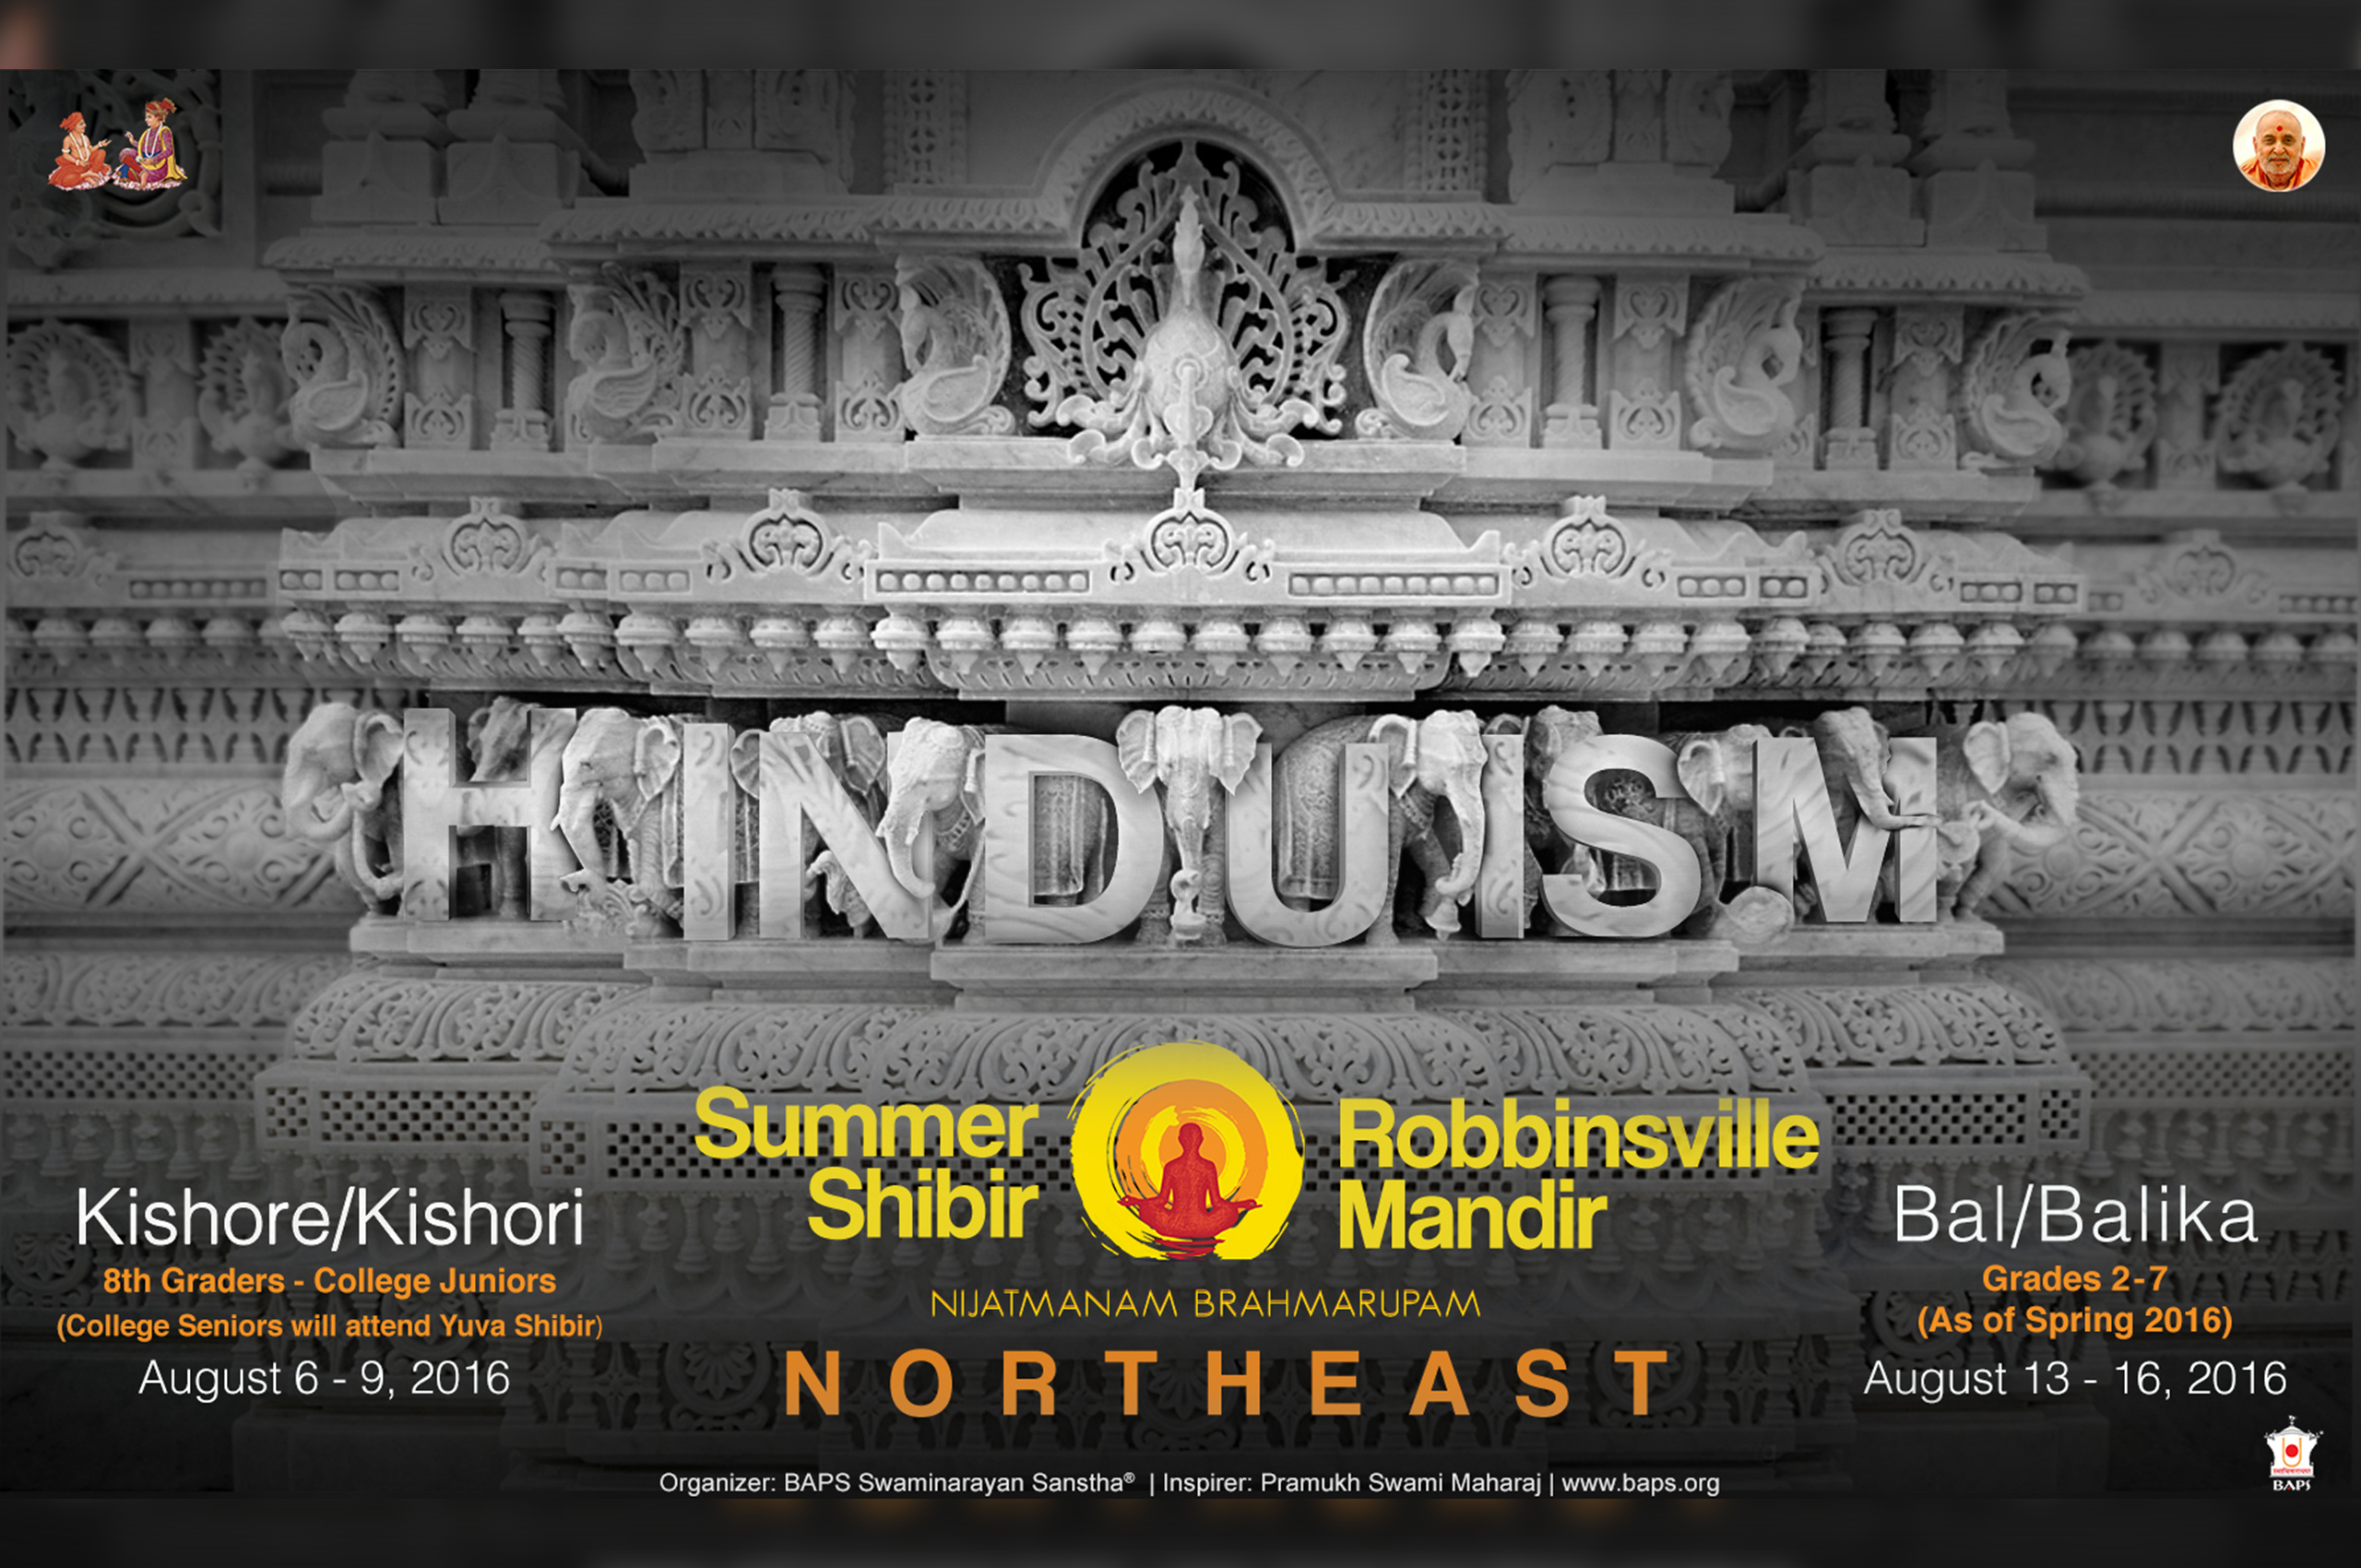 HINDUISM
Summer
Shibir
Robbinsville
Mandir
NIJATMANAM BRAHMARUPAM
NORTHEAST
Kishore/Kishori
8th Graders - College Juniors
(College Seniors will attend Yuva Shibir)
August 6 - 9, 2016
Bal/Balika
Grades 2-7
(As of Spring 2016)
August 13 - 16, 2016
Organizer: BAPS Swaminarayan Sanstha® | Inspirer: Pramukh Swami Maharaj | www.baps.org
BAPS